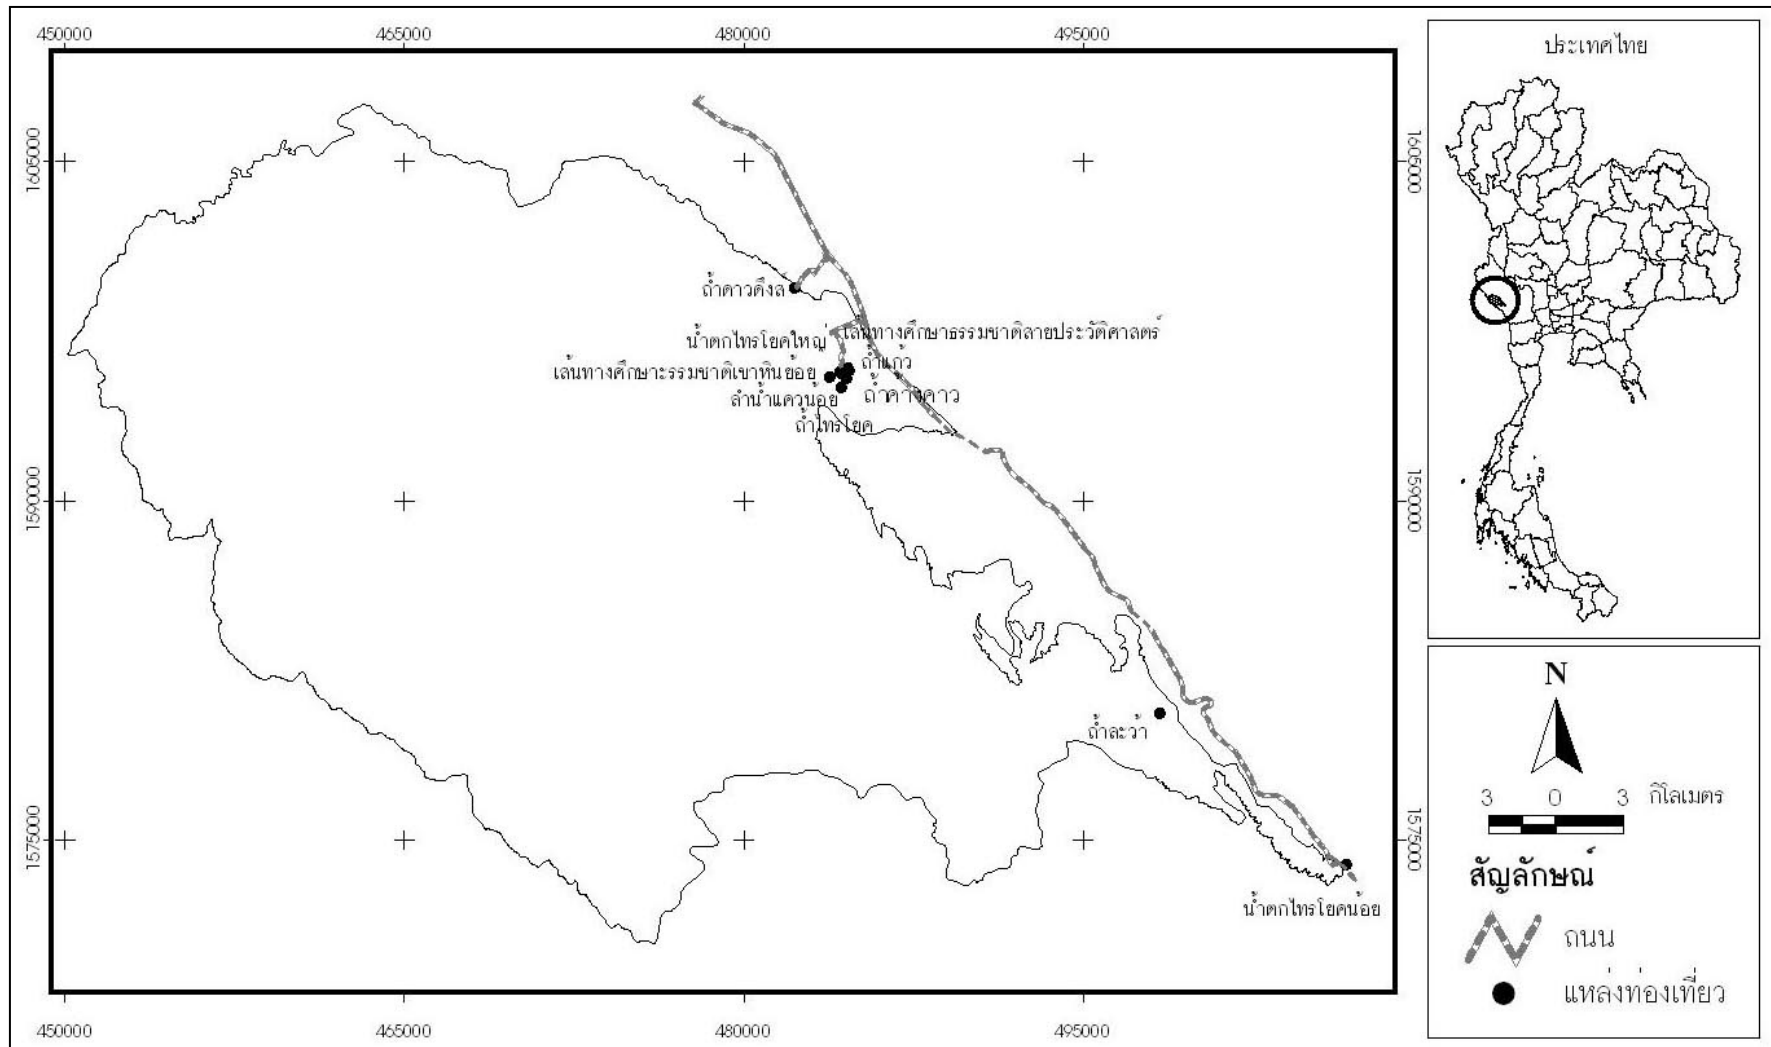 450000 465000 480000 495000
ประเทศไทย
1605000 1605000
ถ้ำดาวดึงส์
เส้นทางศึกษาธรรมชาติสายประวัติศาสตร์
น้ำตกไทรโยคใหญ่
ถ้ำแก้ว
เส้นทางศึกษาะรรมชาติเขาหินย้อย
ลำน้ำแควน้อย
ถ้ำค้างคาว
ถ้ำไทรโยค
1590000 1590000
ถ้ำละว้า
N
3 0 3 กิโลเมตร
1575000 1575000
สัญลักษณ์
น้ำตกไทรโยคน้อย
ถนน
แหล่งท่องเที่ยว
450000 465000 480000 495000